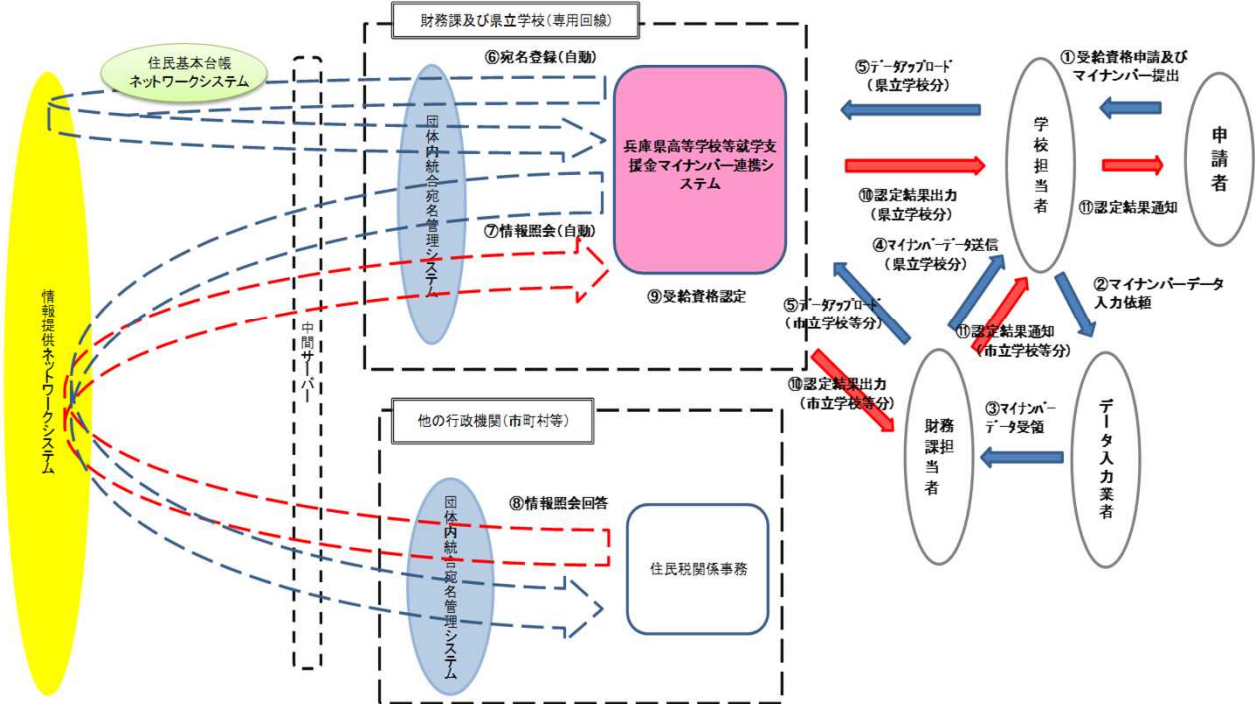 財務課及び県立学校(専用回線)
住民基本台帳
ネットワークシステム
⑥宛名登録(自動)
団体内統合宛名管理システム
兵庫県高等学校等就学支
援金マイナンバー連携シ
ステム
⑦情報照会(自動)
⑨受給資格認定
情報提供ネットワークシステム
中間サーバー
他の行政機関(市町村等)
団体内統合宛名管理システム
⑧情報照会回答
住民税関係事務
⑤データアップロード
(県立学校分)
①受給資格申請及び
マイナンバー提出
学校担当者
申請者
⑩認定結果出力
(県立学校分)
⑪認定結果通知
④マイナンバーデータ送信
(県立学校分)
②マイナンバーデータ
入力依頼
⑤データアップロード
(市立学校等分)
⑪認定結果通知
(市立学校等分)
⑩認定結果出力
(市立学校等分)
③マイナンバー
データ受領
財務
課担
当者
データ入力業者